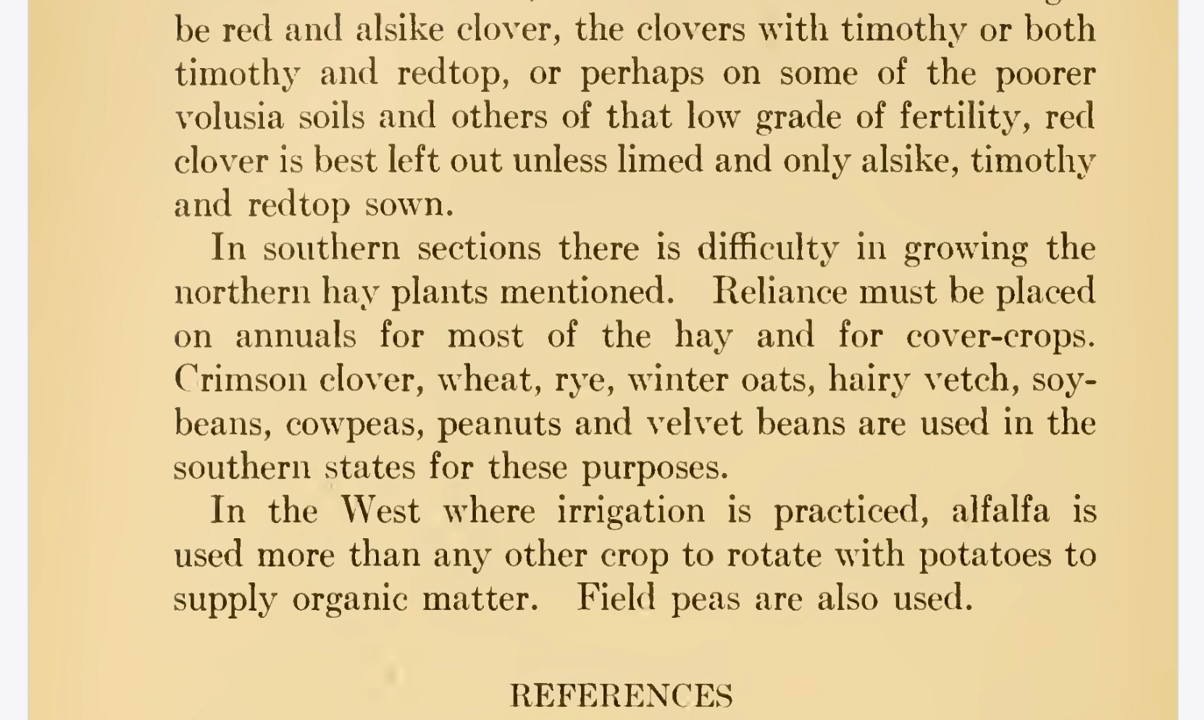 be red and alsike clover, the clovers with timothy or both
timothy and redtop, or perhaps on some of the poorer
volusia soils and others of that low grade of fertility, red
clover is best left out unless limed and only alsike, timothy
and redtop sown.
In southern sections there is difficulty in growing the
northern hay plants mentioned. Reliance must be placed
on annuals for most of the hay and for cover-crops.
Crimson clover, wheat, rye, winter oats, hairy vetch, soy-
beans, cowpeas, peanuts and velvet beans are used in the
southern states for these purposes.
In the West where irrigation is practiced, alfalfa is
used more than any other crop to rotate with potatoes to
supply organic matter. Field peas are also used.
REFERENCES